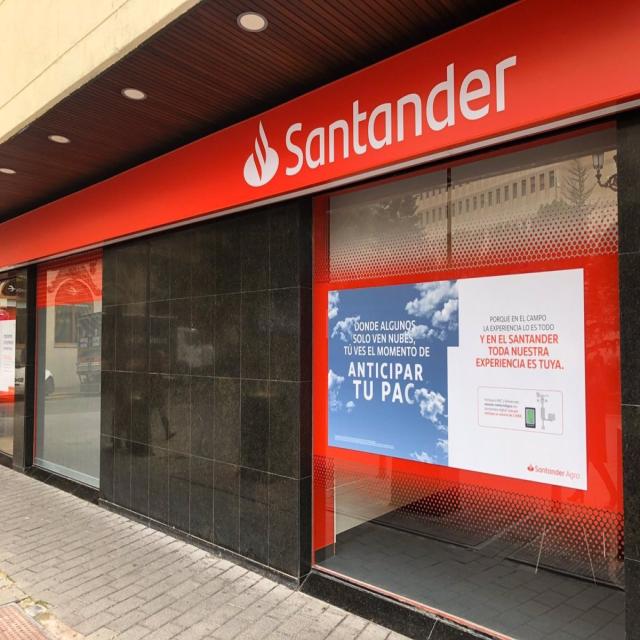 Santander
DONDE ALGUNOS
SOLO VEN NUBES,
TÚ VES EL MOMENTO DE
ANTICIPAR
TU PAC
PORQUE EN EL CAMPO
LA EXPERIENCIA LO ES TODO
Y EN EL SANTANDER
TODA NUESTRA
EXPERIENCIA ES TUYA.
Santander Agro